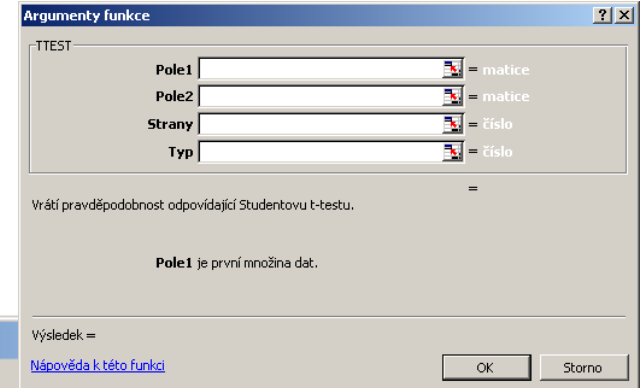 Argumenty funkce
TTEST
Pole1 = matice
Pole2 = matice
Strany = číslo
Typ = číslo
=
Vrátí pravděpodobnost odpovídající Studentovu t-testu.
Pole1 je první množina dat.
Výsledek =
Nápověda k této funkci
OK Storno